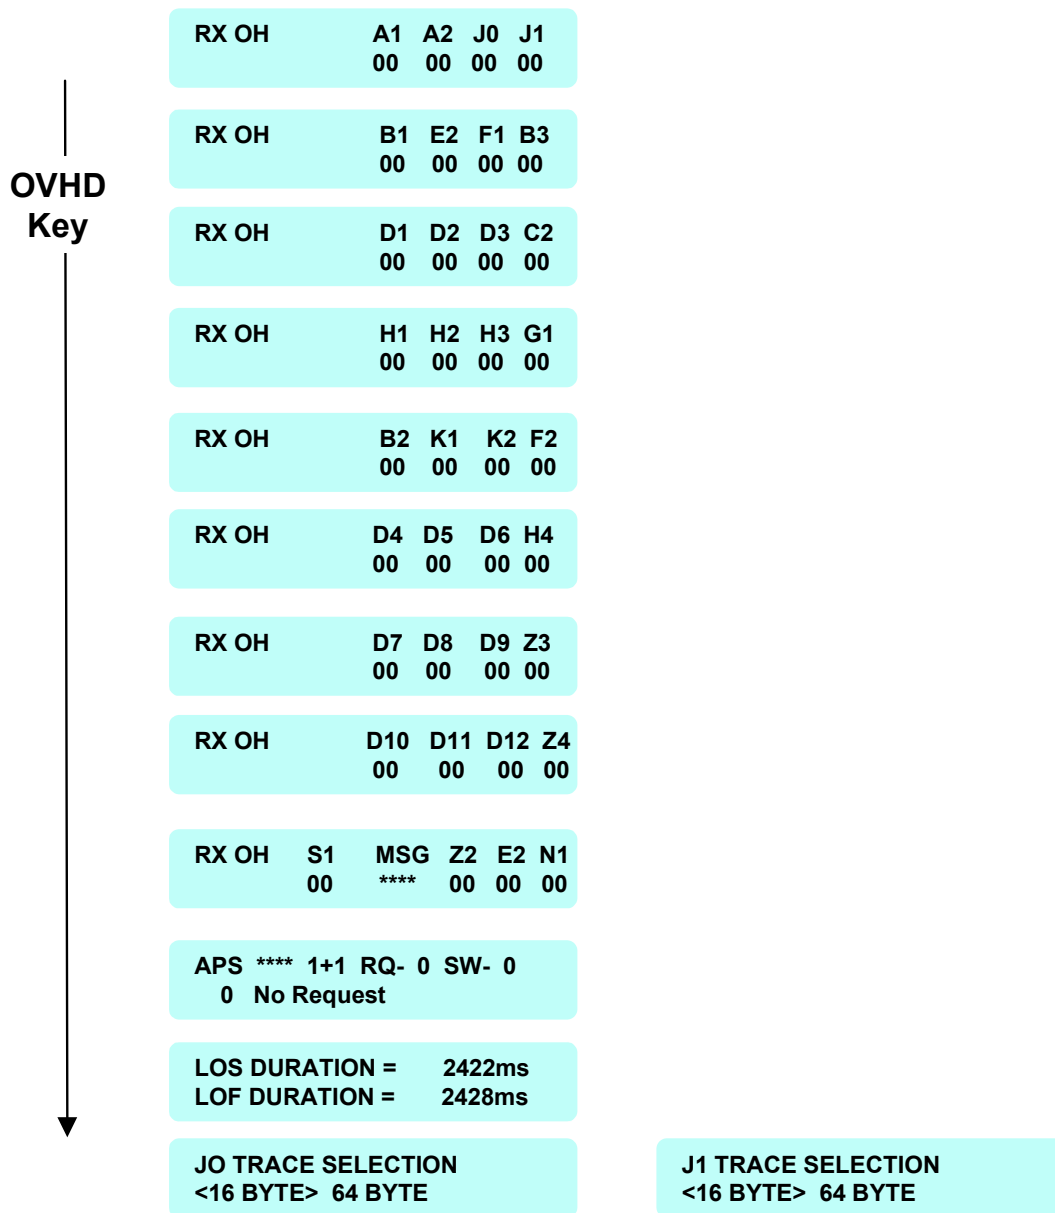 RX OH A1 A2 J0 J1
00 00 00 00
OVHD
Key
RX OH B1 E2 F1 B3
00 00 00 00
RX OH D1 D2 D3 C2
00 00 00 00
RX OH H1 H2 H3 G1
00 00 00 00
RX OH B2 K1 K2 F2
00 00 00 00
RX OH D4 D5 D6 H4
00 00 00 00
RX OH D7 D8 D9 Z3
00 00 00 00
RX OH D10 D11 D12 Z4
00 00 00 00
RX OH S1 MSG Z2 E2 N1
00 **** 00 00 00
APS **** 1+1 RQ- 0 SW- 0
0 No Request
LOS DURATION = 2422ms
LOF DURATION = 2428ms
JO TRACE SELECTION
<16 BYTE> 64 BYTE
J1 TRACE SELECTION
<16 BYTE> 64 BYTE